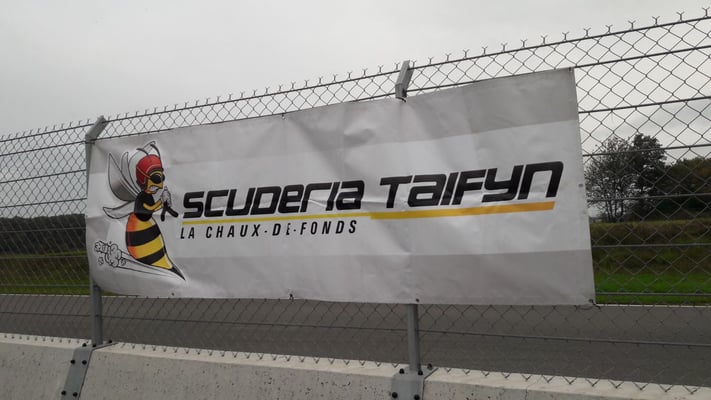 SCUDERIA TAIFYN
LA CHAUX-DE-FONDS